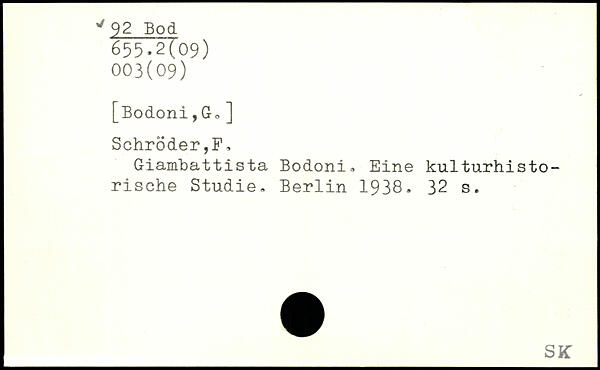 ✓ 92 Bod
655.2(09)
003(09)
[Bodoni,G.]
Schröder,F.
Giambattista Bodoni. Eine kulturhisto-
rische Studie. Berlin 1938. 32 s.
SK